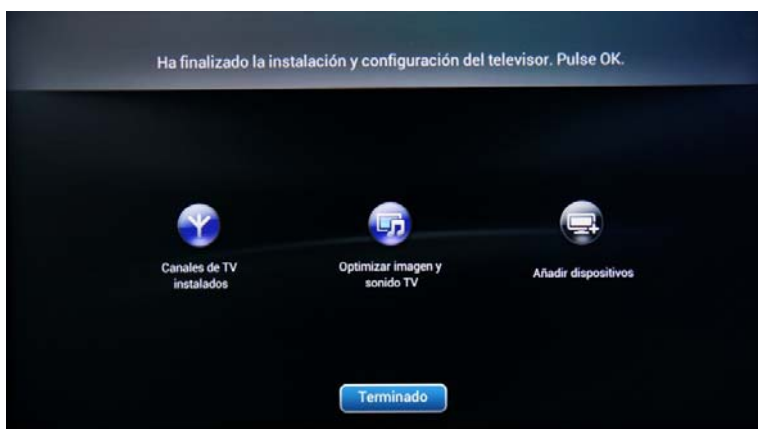 Ha finalizado la instalación y configuración del televisor. Pulse OK.
Canales de TV
instalados
Optimizar imagen y
sonido TV
Añadir dispositivos
Terminado